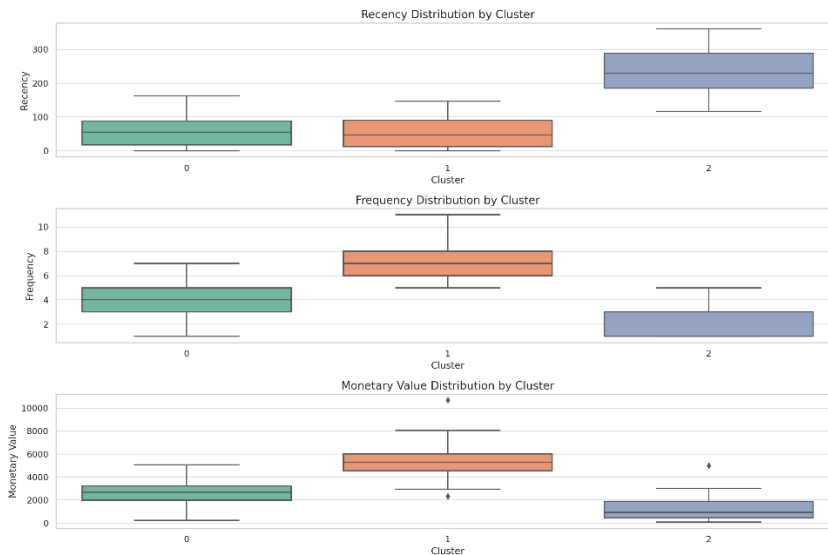 Recency Distribution by Cluster
300
200
100
0
Recency
0 1 2
Cluster
Frequency Distribution by Cluster
10
8
6
4
2
Frequency
0 1 2
Cluster
Monetary Value Distribution by Cluster
10000
8000
6000
4000
2000
0
Monetary Value
0 1 2
Cluster